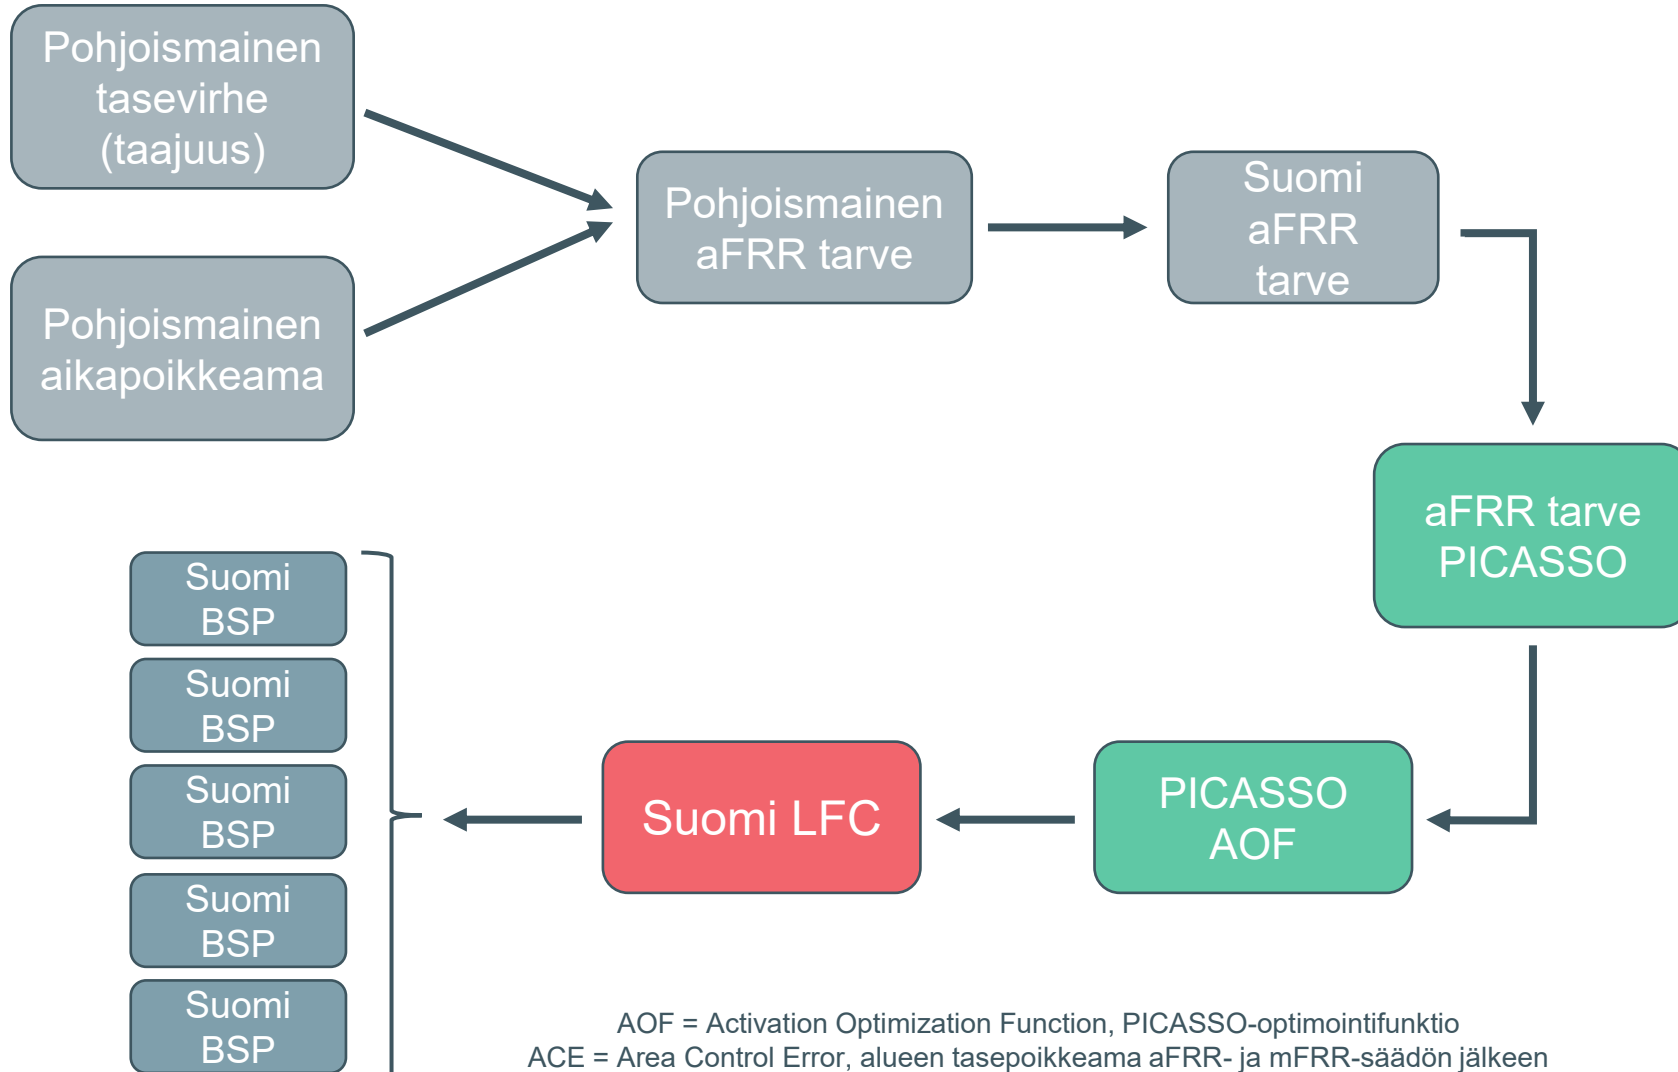 Pohjoismainen
tasevirhe
(taajuus)
Pohjoismainen
aikapoikkeama
Pohjoismainen
aFRR tarve
Suomi
aFRR
tarve
aFRR tarve
PICASSO
PICASSO
AOF
Suomi LFC
Suomi
BSP
Suomi
BSP
Suomi
BSP
Suomi
BSP
Suomi
BSP
AOF = Activation Optimization Function, PICASSO-optimointifunktio
ACE = Area Control Error, alueen tasepoikkeama aFRR- ja mFRR-säädön jälkeen